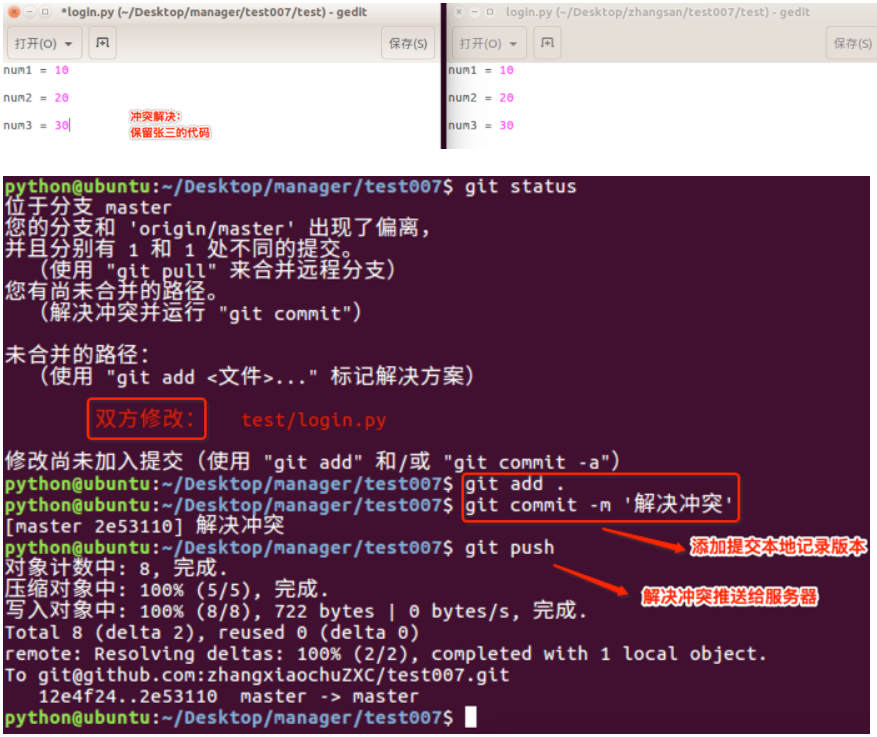 *login.py (~/Desktop/manager/test007/test) - gedit
打开(O)
保存(S)
num1 = 10
num2 = 20
num3 = 30
冲突解决:
保留张三的代码
login.py (~/Desktop/zhangsan/test007/test) - gedit
打开(O)
保存(S)
num1 = 10
num2 = 20
num3 = 30
python@ubuntu:~/Desktop/manager/test007$ git status
位于分支 master
您的分支和 'origin/master' 出现了偏离，
并且分别有 1 和 1 处不同的提交。
（使用 "git pull" 来合并远程分支）
您有尚未合并的路径。
（解决冲突并运行 "git commit"）
未合并的路径：
（使用 "git add <文件>..." 标记解决方案）
双方修改： test/login.py
修改尚未加入提交（使用 "git add" 和/或 "git commit -a"）
python@ubuntu:~/Desktop/manager/test007$ git add .
python@ubuntu:~/Desktop/manager/test007$ git commit -m '解决冲突'
[master 2e53110] 解决冲突
添加提交本地记录版本
python@ubuntu:~/Desktop/manager/test007$ git push
对象计数中: 8, 完成.
压缩对象中: 100% (5/5), 完成.
解决冲突推送给服务器
写入对象中: 100% (8/8), 722 bytes | 0 bytes/s, 完成.
Total 8 (delta 2), reused 0 (delta 0)
remote: Resolving deltas: 100% (2/2), completed with 1 local object.
To git@github.com:zhangxiaochuZXC/test007.git
12e4f24..2e53110 master -> master
python@ubuntu:~/Desktop/manager/test007$